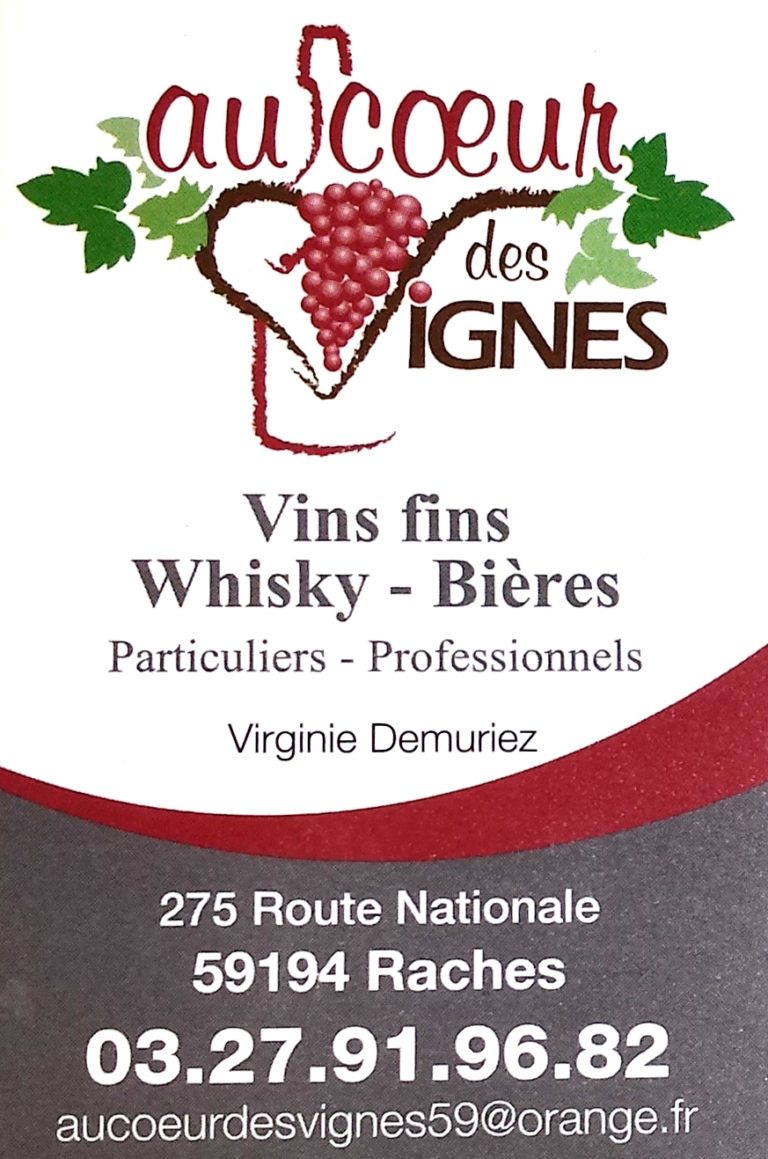 au cœur
des
VIGNES
Vins fins
Whisky - Bières
Particuliers - Professionnels
Virginie Demuriez
275 Route Nationale
59194 Raches
03.27.91.96.82
aucoeurdesvignes59@orange.fr